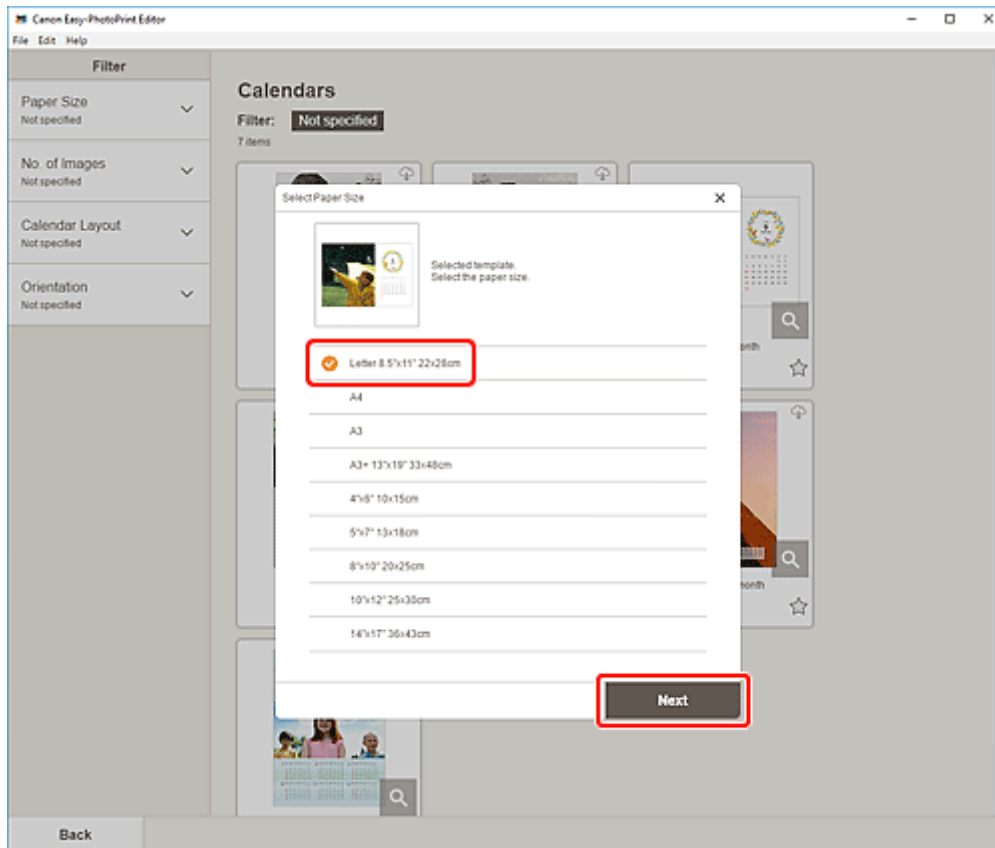 Canon Easy-PhotoPrint Editor
File Edit Help
Filter
Paper Size
Not specified
No. of Images
Not specified
Calendar Layout
Not specified
Orientation
Not specified
Calendars
Filter: Not specified
7 items
Select Paper Size
Selected template.
Select the paper size.
Letter 8.5"x11" 22x28cm
A4
A3
A3+ 13"x19" 33x48cm
4"x6" 10x15cm
5"x7" 13x18cm
8"x10" 20x25cm
10"x12" 25x30cm
14"x17" 36x43cm
Next
onth
month
Back